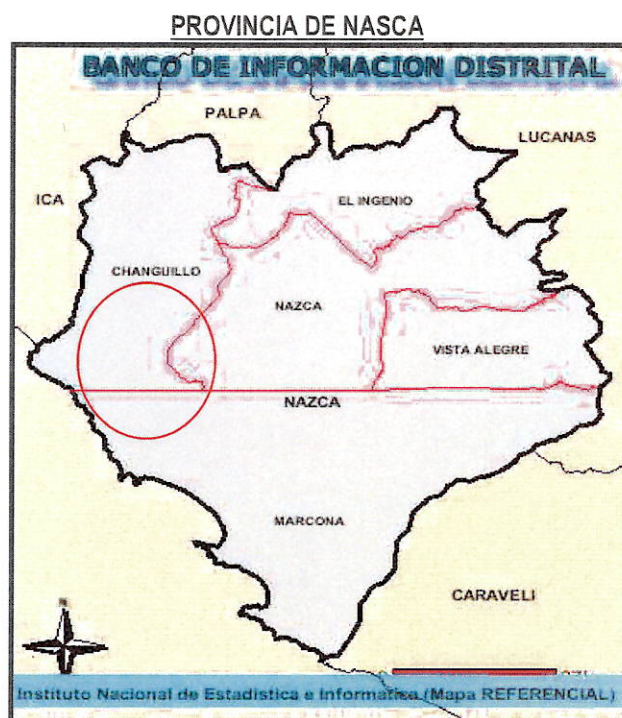 PROVINCIA DE NASCA
BANCO DE INFORMACION DISTRITAL
PALPA
LUCANAS
ICA
EL INGENIO
CHANGUILLO
NAZCA
VISTA ALEGRE
NAZCA
MARCONA
CARAVELI
N
Instituto Nacional de Estadistica e Informatica.(Mapa REFERENCIAL)